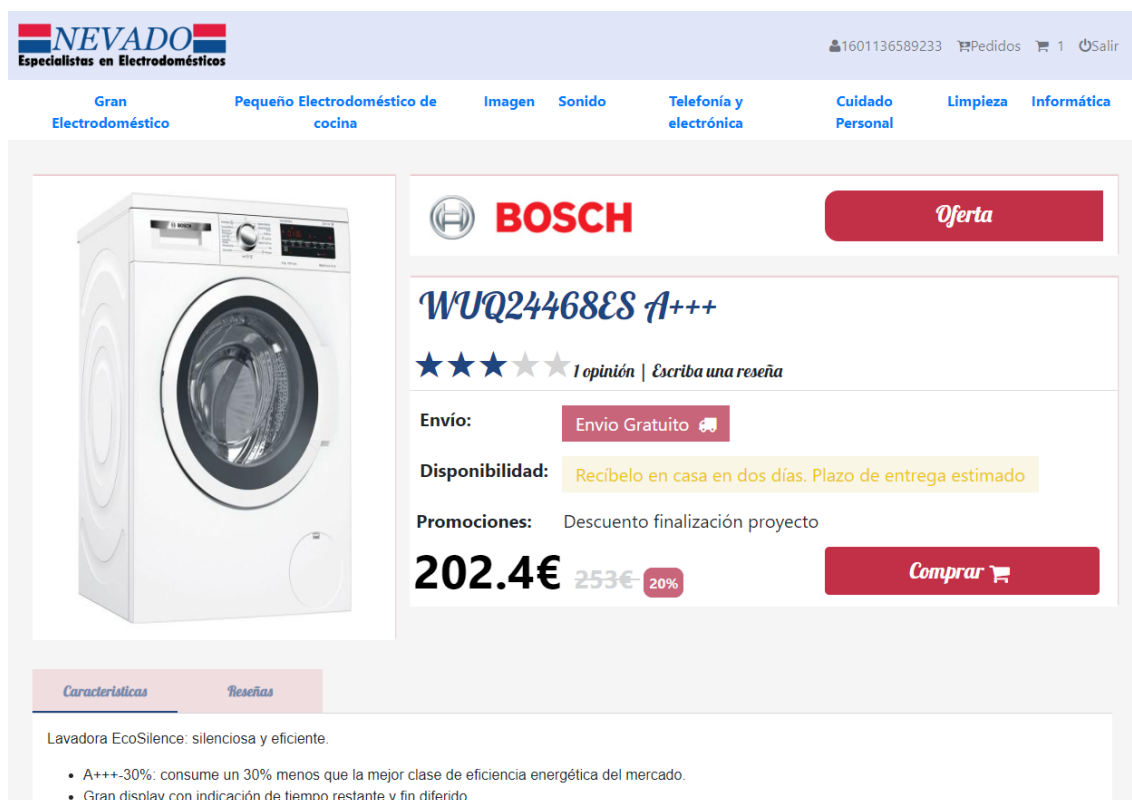 NEVADO
Especialistas en Electrodomésticos
1601136589233 Pedidos 1 Salir
Gran Electrodoméstico
Pequeño Electrodoméstico de cocina
Imagen
Sonido
Telefonía y electrónica
Cuidado Personal
Limpieza
Informática
BOSCH
BOSCH
Oferta
WUQ24468ES A+++
1 opinión | Escriba una reseña
Envío: Envio Gratuito
Disponibilidad: Recíbelo en casa en dos días. Plazo de entrega estimado
Promociones: Descuento finalización proyecto
202.4€ 253€ 20%
Comprar
Caracteristicas Reseñas
Lavadora EcoSilence: silenciosa y eficiente.
• A+++-30%: consume un 30% menos que la mejor clase de eficiencia energética del mercado.
• Gran display con indicación de tiempo restante y fin diferido